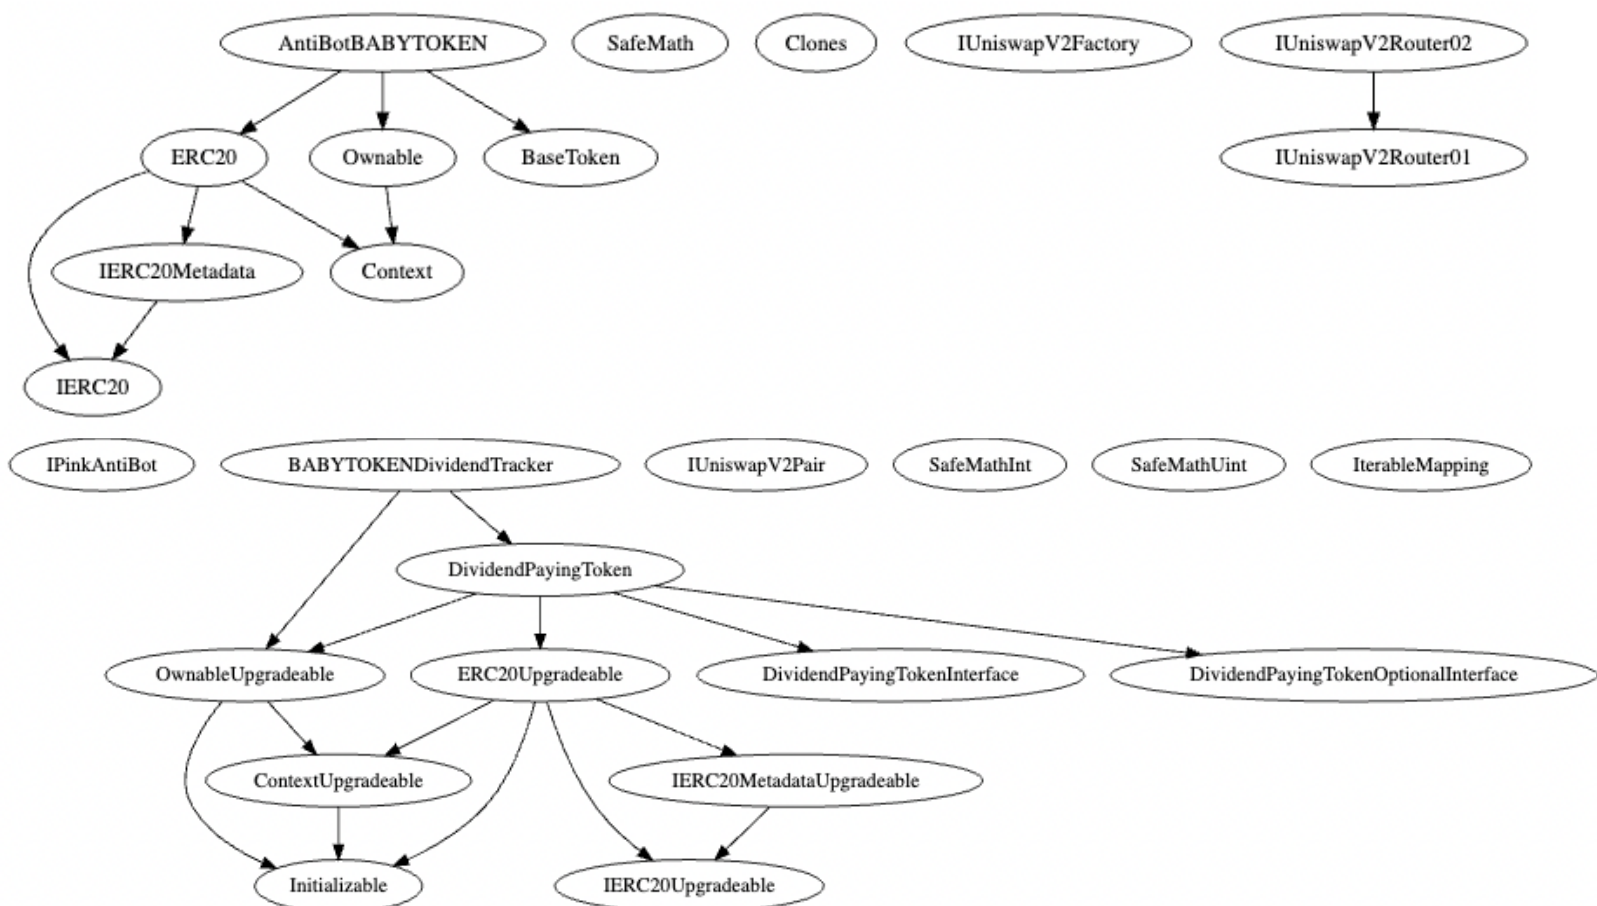 AntiBotBABYTOKEN
SafeMath
Clones
IUniswapV2Factory
IUniswapV2Router02
ERC20
Ownable
BaseToken
IUniswapV2Router01
IERC20Metadata
Context
IERC20
IPinkAntiBot
BABYTOKENDividendTracker
IUniswapV2Pair
SafeMathInt
SafeMathUint
IterableMapping
DividendPayingToken
OwnableUpgradeable
ERC20Upgradeable
DividendPayingTokenInterface
DividendPayingTokenOptionalInterface
ContextUpgradeable
IERC20MetadataUpgradeable
Initializable
IERC20Upgradeable